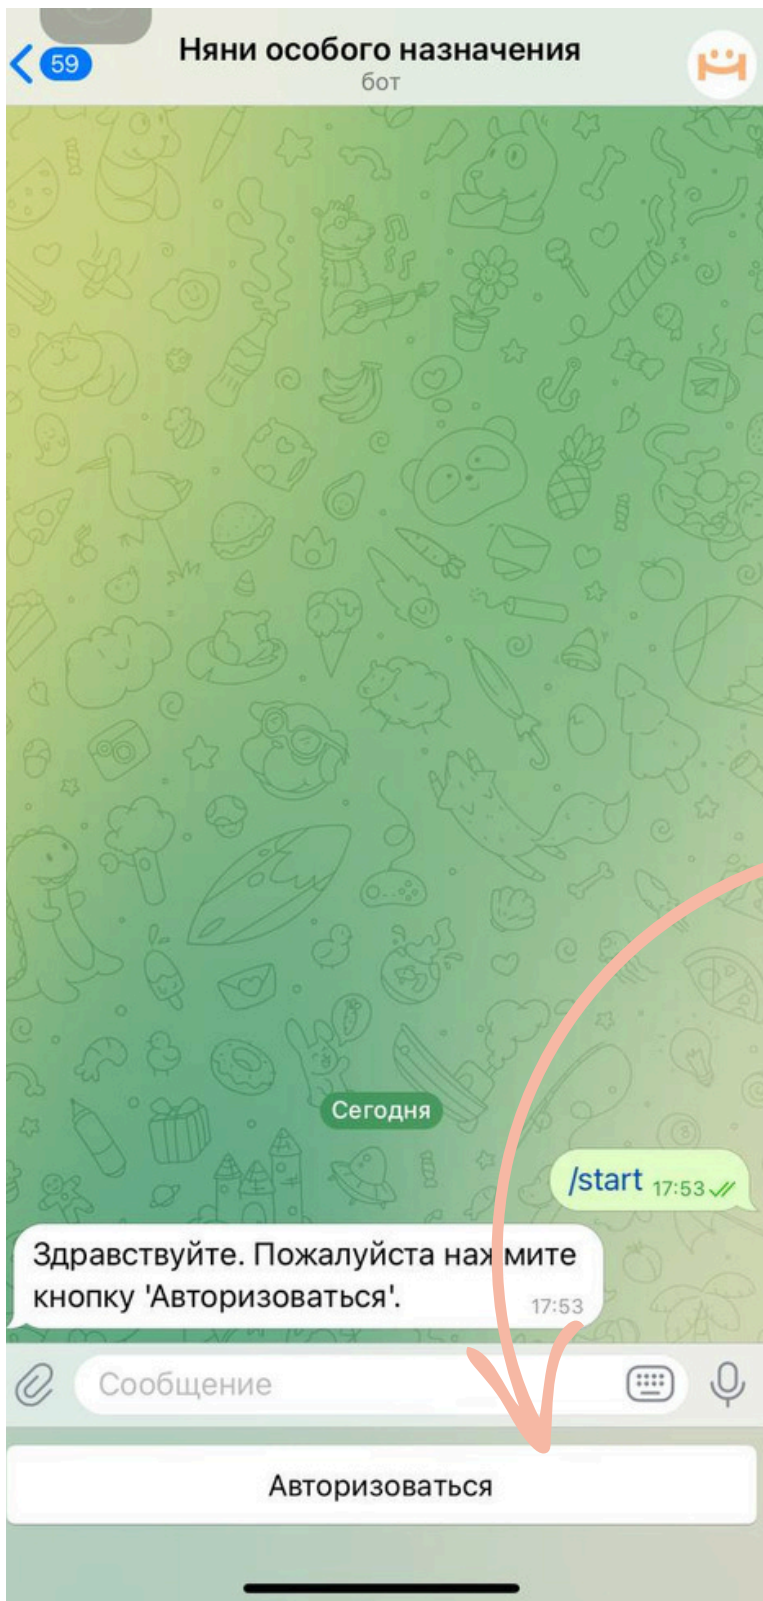 59
Няни особого назначения
бот
Сегодня
/start 17:53
Здравствуйте. Пожалуйста нажмите
кнопку 'Авторизоваться'.
17:53
Сообщение
Авторизоваться